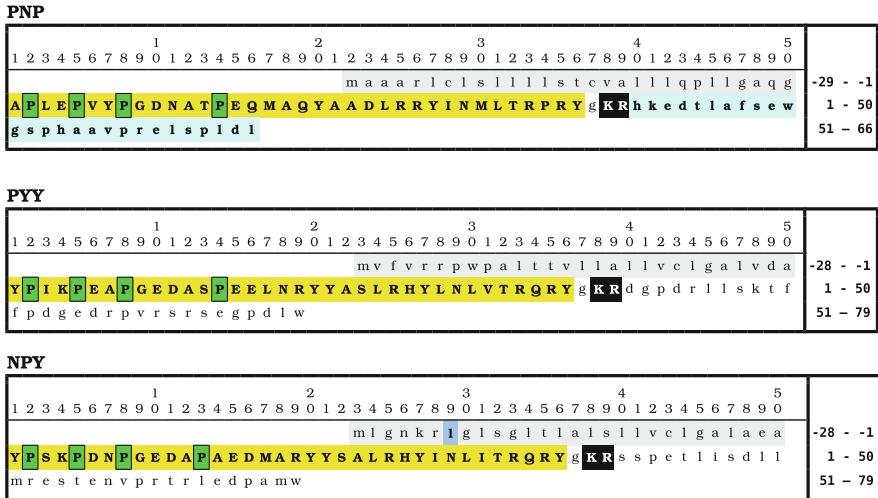 PNP
1 2 3 4 5
1 2 3 4 5 6 7 8 9 0 1 2 3 4 5 6 7 8 9 0 1 2 3 4 5 6 7 8 9 0 1 2 3 4 5 6 7 8 9 0 1 2 3 4 5 6 7 8 9 0
m a a a r l c l s l l l l s t c v a l l l q p l l g a q g -29 - -1
A P L E P V Y P G D N A T P E Q M A Q Y A A D L R R Y I N M L T R P R Y g K R h k e d t l a f s e w 1 - 50
g s p h a a v p r e l s p l d l 51 – 66
PYY
1 2 3 4 5
1 2 3 4 5 6 7 8 9 0 1 2 3 4 5 6 7 8 9 0 1 2 3 4 5 6 7 8 9 0 1 2 3 4 5 6 7 8 9 0 1 2 3 4 5 6 7 8 9 0
m v f v r r p w p a l t t v l l a l l v c l g a l v d a -28 - -1
Y P I K P E A P G E D A S P E E L N R Y Y A S L R H Y L N L V T R Q R Y g K R d g p d r l l s k t f 1 - 50
f p d g e d r p v r s r s e g p d l w 51 – 79
NPY
1 2 3 4 5
1 2 3 4 5 6 7 8 9 0 1 2 3 4 5 6 7 8 9 0 1 2 3 4 5 6 7 8 9 0 1 2 3 4 5 6 7 8 9 0 1 2 3 4 5 6 7 8 9 0
m l g n k r l g l s g l t l a l s l l v c l g a l a e a -28 - -1
Y P S K P D N P G E D A P A E D M A R Y Y S A L R H Y I N L I T R Q R Y g K R s s p e t l i s d l l 1 - 50
m r e s t e n v p r t r l e d p a m w 51 – 79